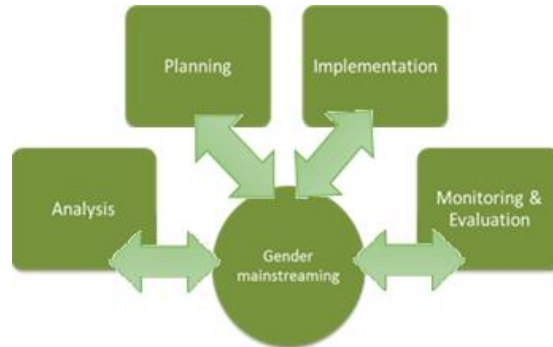 Planning
Implementation
Analysis
Monitoring &
Evaluation
Gender
mainstreaming